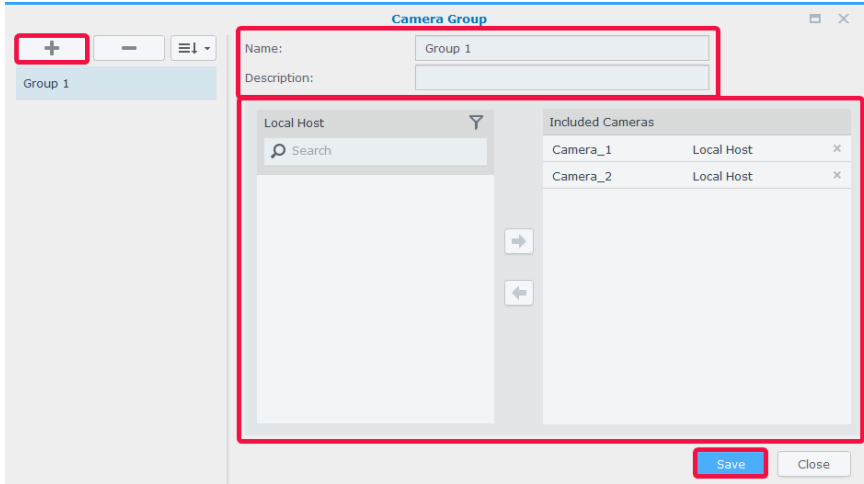 Camera Group
Group 1
Name: Group 1
Description:
Local Host
Search
Included Cameras
Camera_1 Local Host
Camera_2 Local Host
Save Close